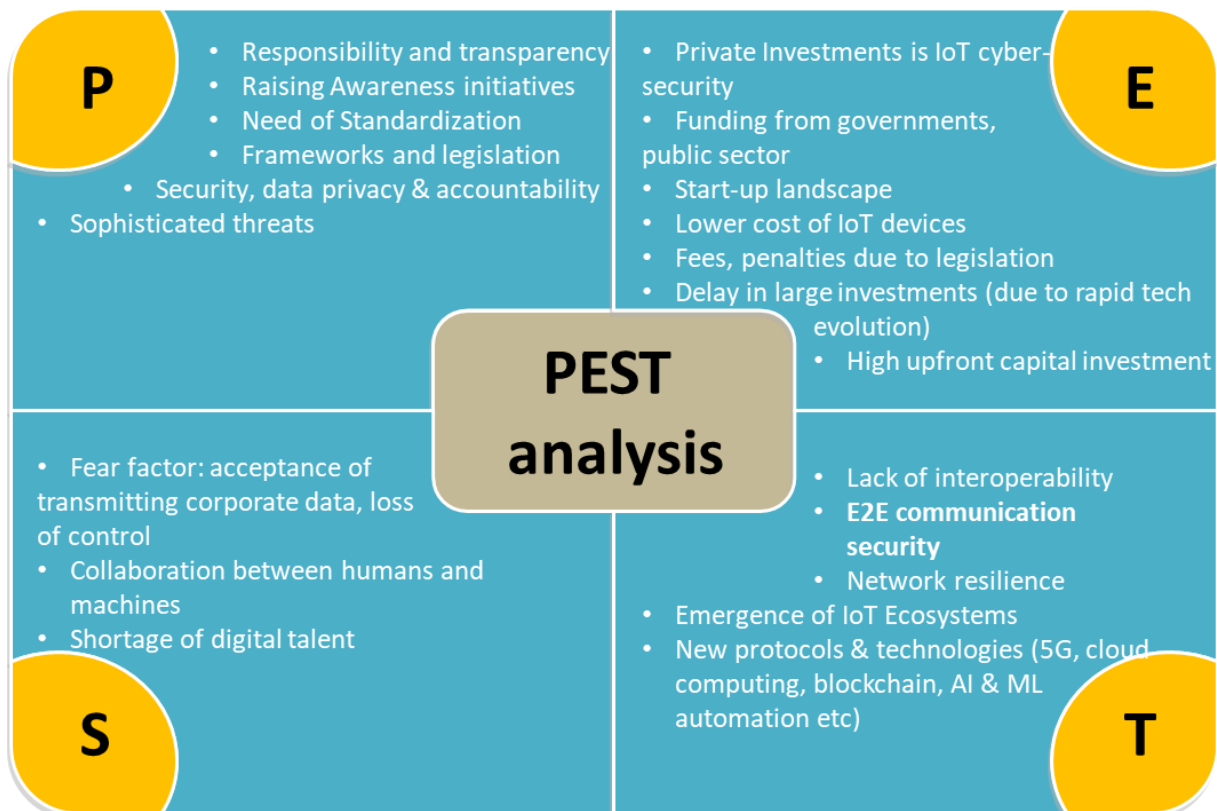 P
• Responsibility and transparency
• Raising Awareness initiatives
• Need of Standardization
• Frameworks and legislation
• Security, data privacy & accountability
• Sophisticated threats
E
• Private Investments is IoT cyber-
security
• Funding from governments,
public sector
• Start-up landscape
• Lower cost of IoT devices
• Fees, penalties due to legislation
• Delay in large investments (due to rapid tech
evolution)
• High upfront capital investment
PEST
analysis
• Fear factor: acceptance of
transmitting corporate data, loss
of control
• Collaboration between humans and
machines
• Shortage of digital talent
S
• Lack of interoperability
• E2E communication
security
• Network resilience
• Emergence of IoT Ecosystems
• New protocols & technologies (5G, cloud
computing, blockchain, AI & ML
automation etc)
T